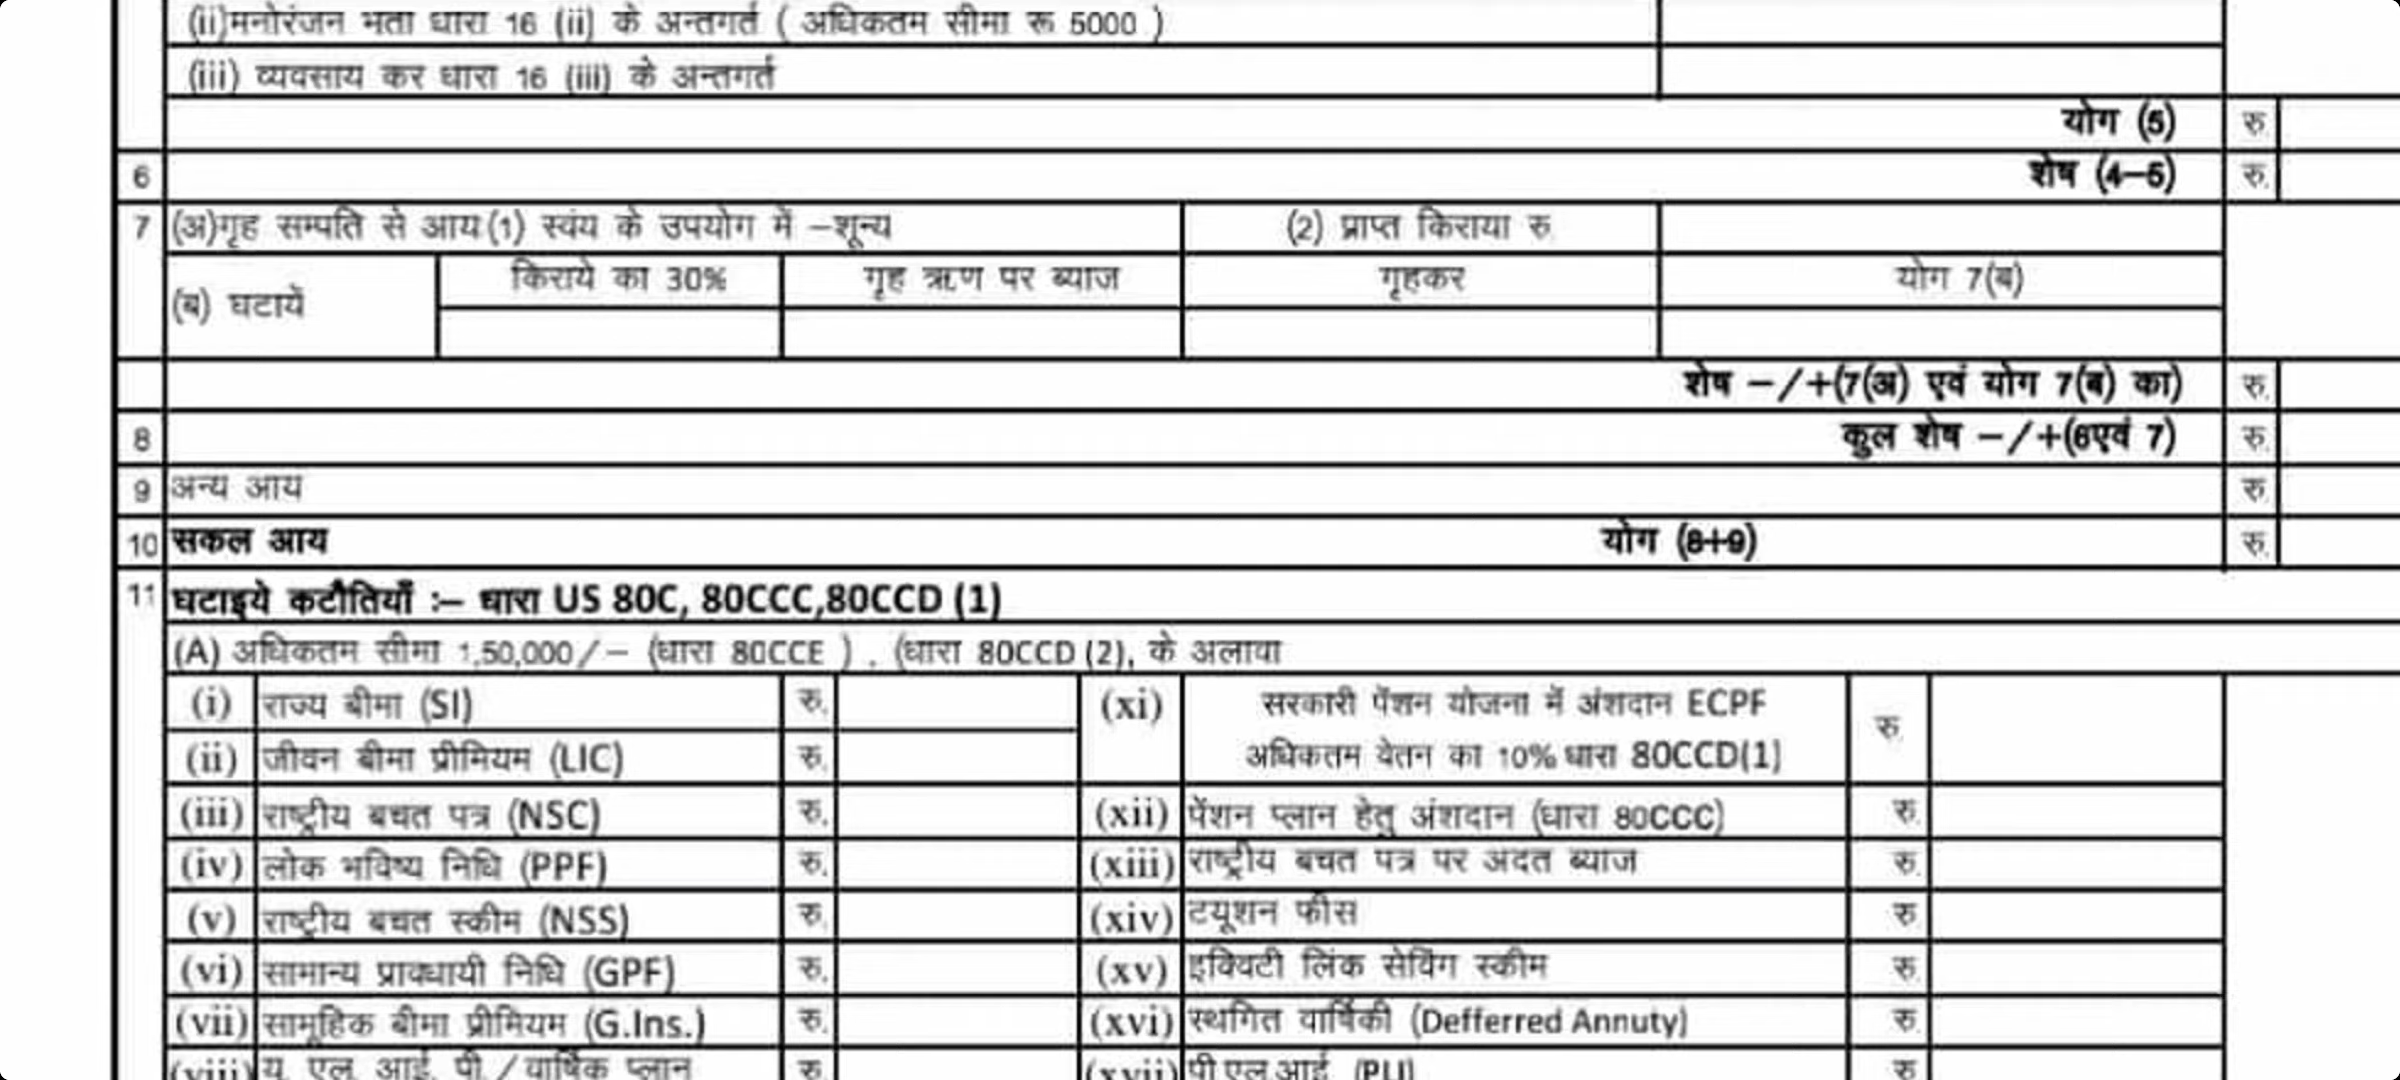 (ii)मनोरंजन भता धारा 16 (ii) के अन्तगर्त ( अधिकतम सीमा रू 5000 )
(iii) व्यवसाय कर धारा 16 (iii) के अन्तगर्त
योग (5) रु
6 शेष (4–5) रु.
7 (अ)गृह सम्पति से आय(1) स्वंय के उपयोग में –शून्य (2) प्राप्त किराया रु
(ब) घटायें किराये का 30% गृह ऋण पर ब्याज गृहकर योग 7(ब)
शेष –/+(7(अ) एवं योग 7(ब) का) रु.
8 कुल शेष –/+(6एवं 7) रु.
9 अन्य आय रु.
10 सकल आय योग (8+9) रु.
11 घटाइये कटौतियाँ :– धारा US 80C, 80CCC,80CCD (1)
(A) अधिकतम सीमा 1,50,000/– (धारा 80CCE ) , (धारा 80CCD (2), के अलावा
(i) राज्य बीमा (SI) रु. (xi) सरकारी पेंशन योजना में अंशदान ECPF रु.
(ii) जीवन बीमा प्रीमियम (LIC) रु. अधिकतम वेतन का 10% धारा 80CCD(1)
(iii) राष्ट्रीय बचत पत्र (NSC) रु. (xii) पेंशन प्लान हेतु अंशदान (धारा 80CCC) रु.
(iv) लोक भविष्य निधि (PPF) रु. (xiii) राष्ट्रीय बचत पत्र पर अदत ब्याज रु.
(v) राष्ट्रीय बचत स्कीम (NSS) रु. (xiv) टयूशन फीस रु
(vi) सामान्य प्रावधायी निधि (GPF) रु. (xv) इक्विटी लिंक सेविंग स्कीम रु.
(vii) सामूहिक बीमा प्रीमियम (G.Ins.) रु. (xvi) स्थगित वार्षिकी (Defferred Annuty) रु.
(viii) यू. एल. आई. पी./वार्षिक प्लान रु. (xvii) पी.एल.आई. (PLI) रु